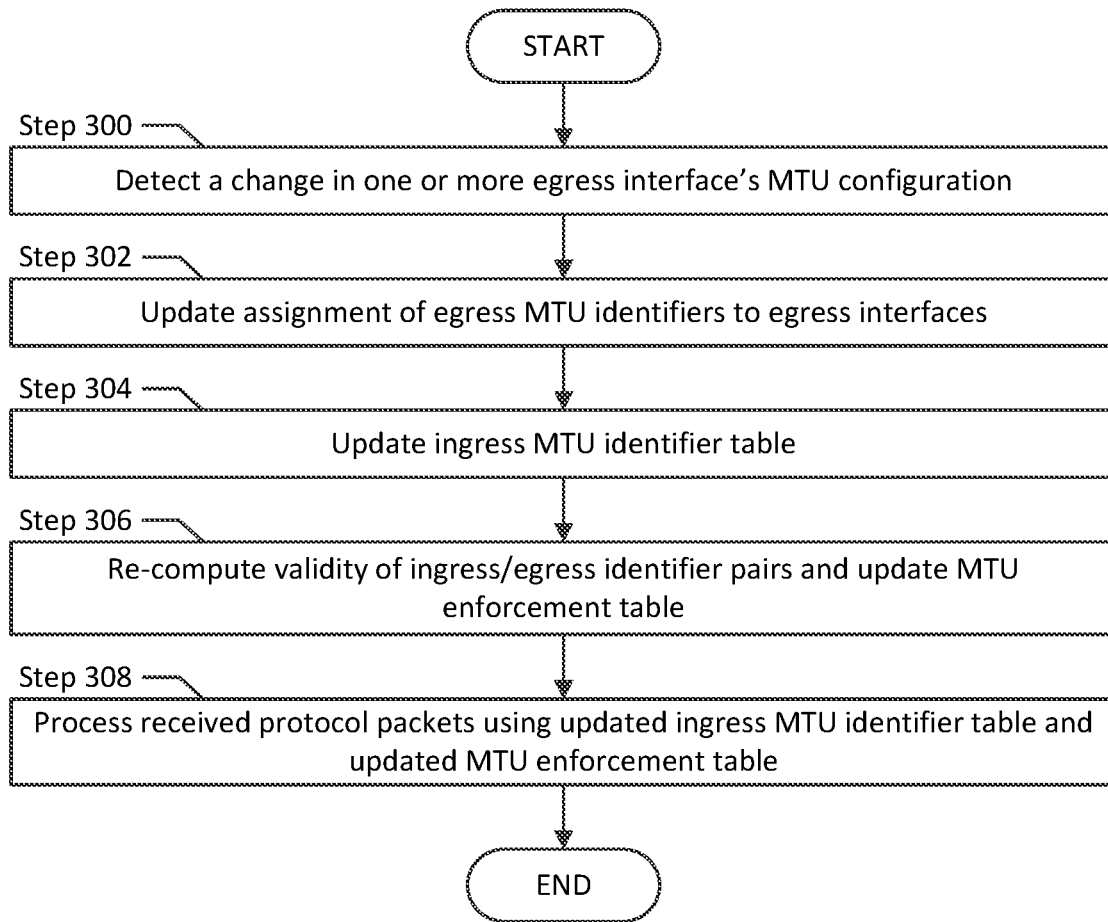 START
Step 300
Detect a change in one or more egress interface's MTU configuration
Step 302
Update assignment of egress MTU identifiers to egress interfaces
Step 304
Update ingress MTU identifier table
Step 306
Re-compute validity of ingress/egress identifier pairs and update MTU
enforcement table
Step 308
Process received protocol packets using updated ingress MTU identifier table and
updated MTU enforcement table
END